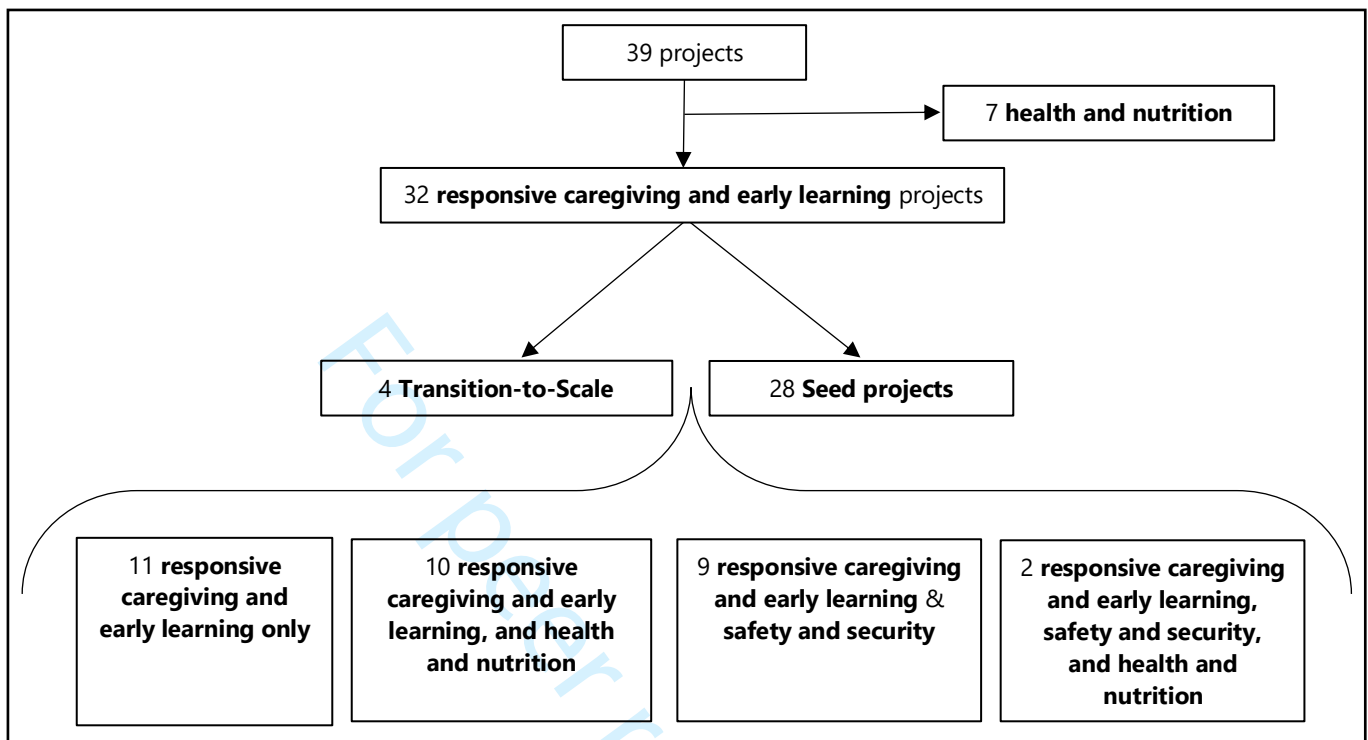 39 projects
7 health and nutrition
32 responsive caregiving and early learning projects
4 Transition-to-Scale
28 Seed projects
11 responsive
caregiving and
early learning only
10 responsive
caregiving and early
learning, and health
and nutrition
9 responsive caregiving
and early learning &
safety and security
2 responsive caregiving
and early learning,
safety and security,
and health and
nutrition
For peer r